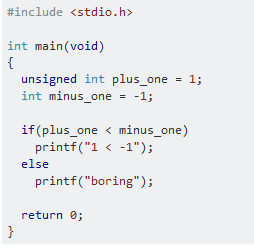 #include <stdio.h>
int main(void)
{
  unsigned int plus_one = 1;
  int minus_one = -1;
  if(plus_one < minus_one)
    printf("1 < -1");
  else
    printf("boring");
  return 0;
}